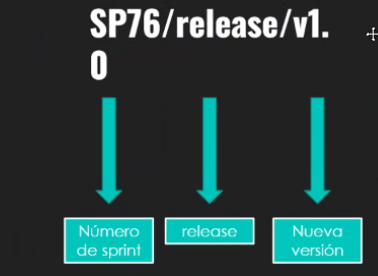 SP76/release/v1.
0
Número
de sprint
release
Nueva
versión